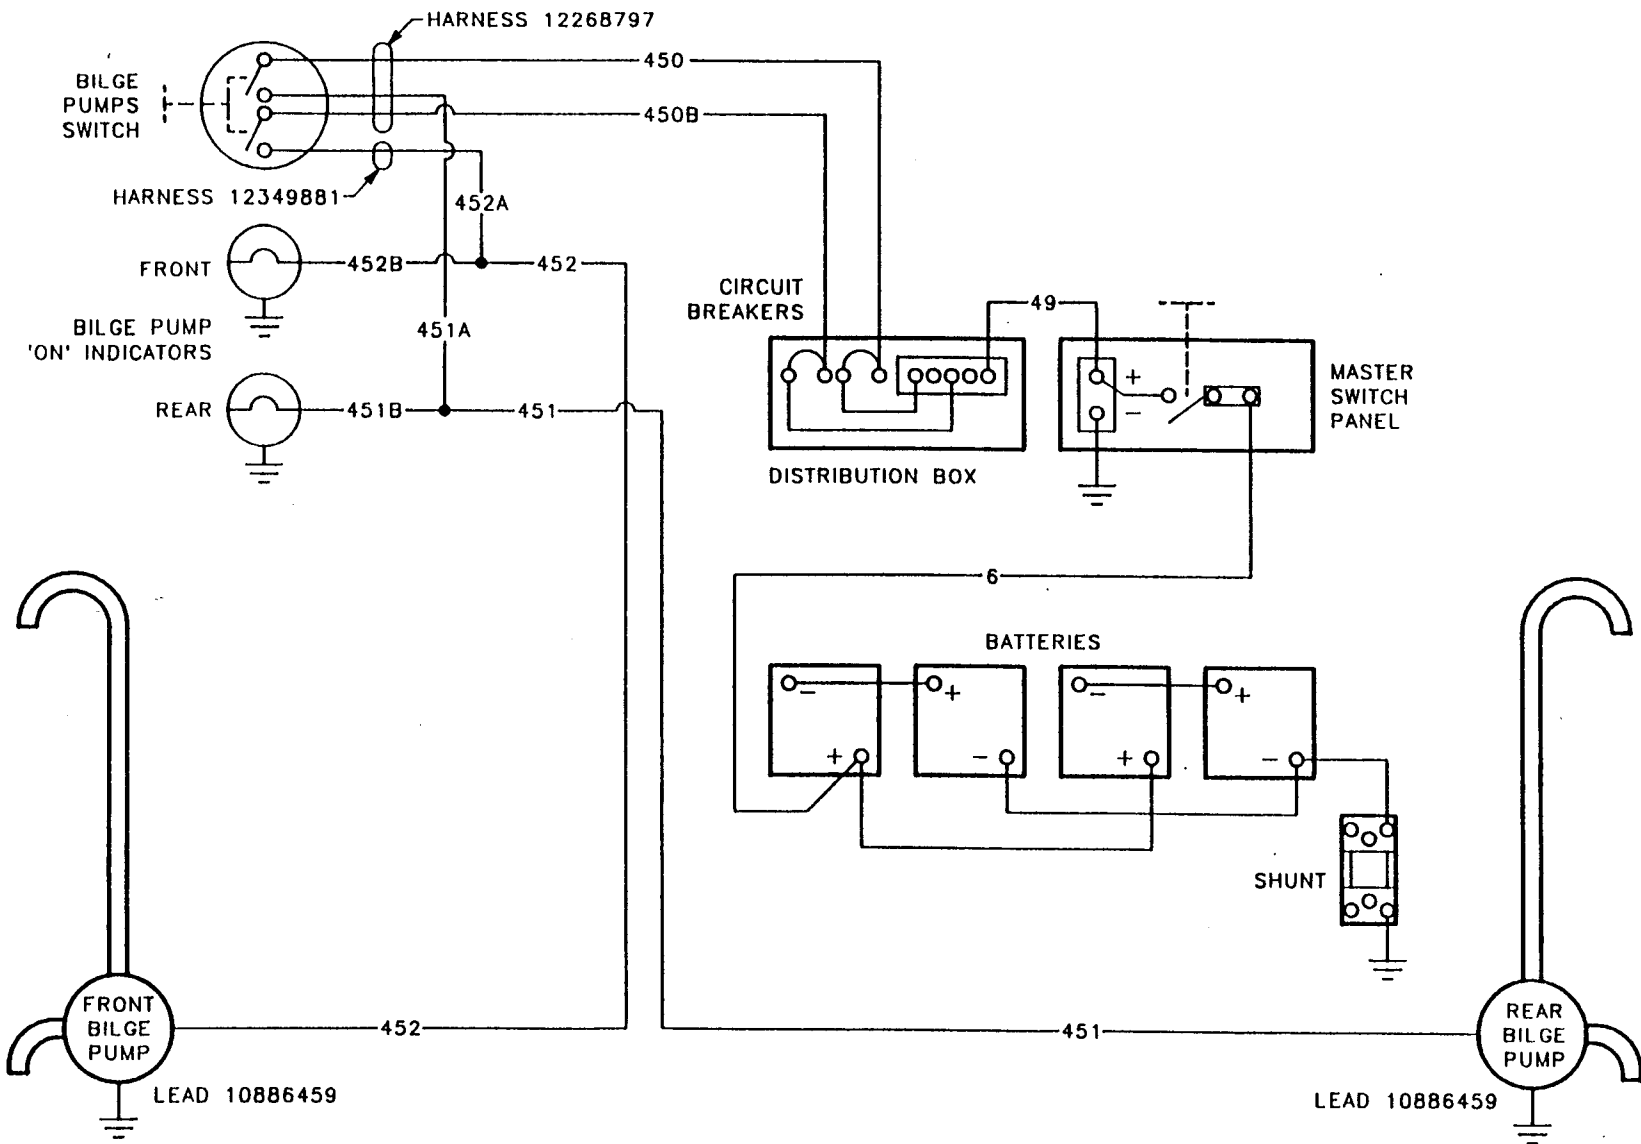 HARNESS 12268797
450
BILGE
PUMPS
SWITCH
450B
HARNESS 12349881
452A
FRONT
452B
452
CIRCUIT
BREAKERS
49
BILGE PUMP
'ON' INDICATORS
451A
+
-
MASTER
SWITCH
PANEL
REAR
451B
451
DISTRIBUTION BOX
6
BATTERIES
- + - +
+ - + -
SHUNT
FRONT
BILGE
PUMP
452
451
REAR
BILGE
PUMP
LEAD 10886459
LEAD 10886459